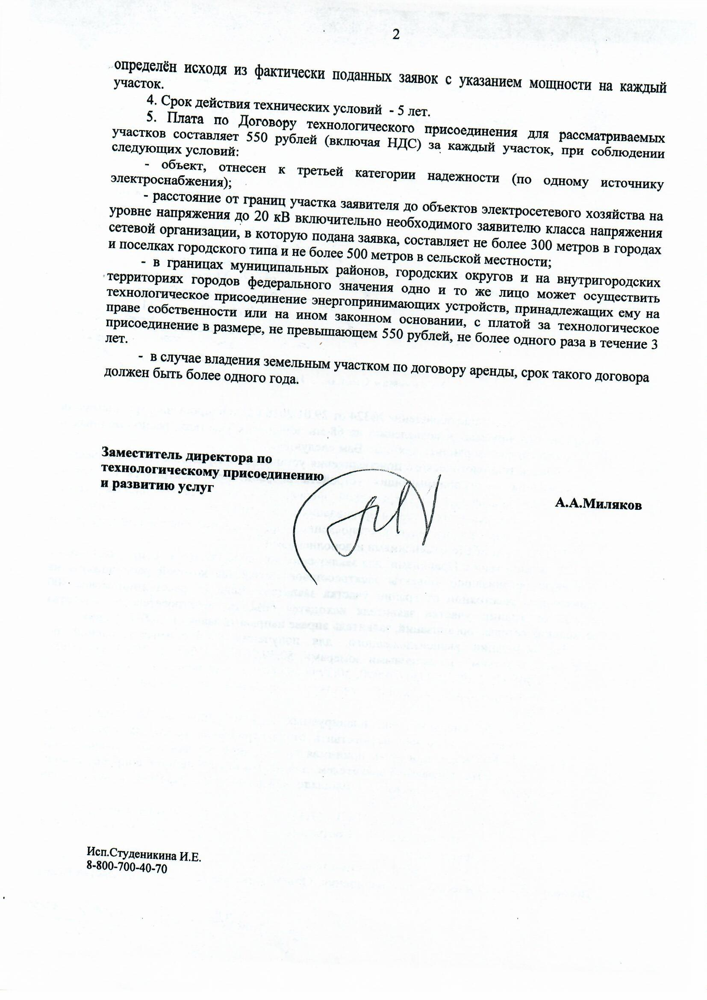 2
определён исходя из фактически поданных заявок с указанием мощности на каждый
участок.
4. Срок действия технических условий - 5 лет.
5. Плата по Договору технологического присоединения для рассматриваемых
участков составляет 550 рублей (включая НДС) за каждый участок, при соблюдении
следующих условий:
- объект, отнесен к третьей категории надежности (по одному источнику
электроснабжения);
- расстояние от границ участка заявителя до объектов электросетевого хозяйства на
уровне напряжения до 20 кВ включительно необходимого заявителю класса напряжения
сетевой организации, в которую подана заявка, составляет не более 300 метров в городах
и поселках городского типа и не более 500 метров в сельской местности;
- в границах муниципальных районов, городских округов и на внутригородских
территориях городов федерального значения одно и то же лицо может осуществить
технологическое присоединение энергопринимающих устройств, принадлежащих ему на
праве собственности или на ином законном основании, с платой за технологическое
присоединение в размере, не превышающем 550 рублей, не более одного раза в течение 3
лет.
- в случае владения земельным участком по договору аренды, срок такого договора
должен быть более одного года.
Заместитель директора по
технологическому присоединению
и развитию услуг
А.А.Миляков
Исп.Студеникина И.Е.
8-800-700-40-70